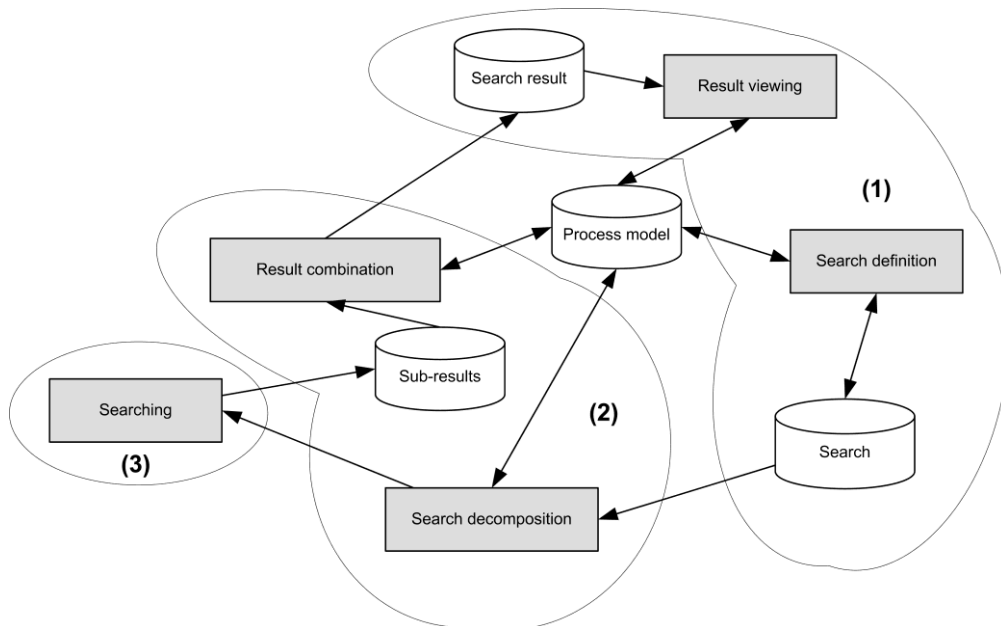 Search result
Result viewing
(1)
Process model
Result combination
Search definition
Sub-results
Searching
(2)
(3)
Search
Search decomposition